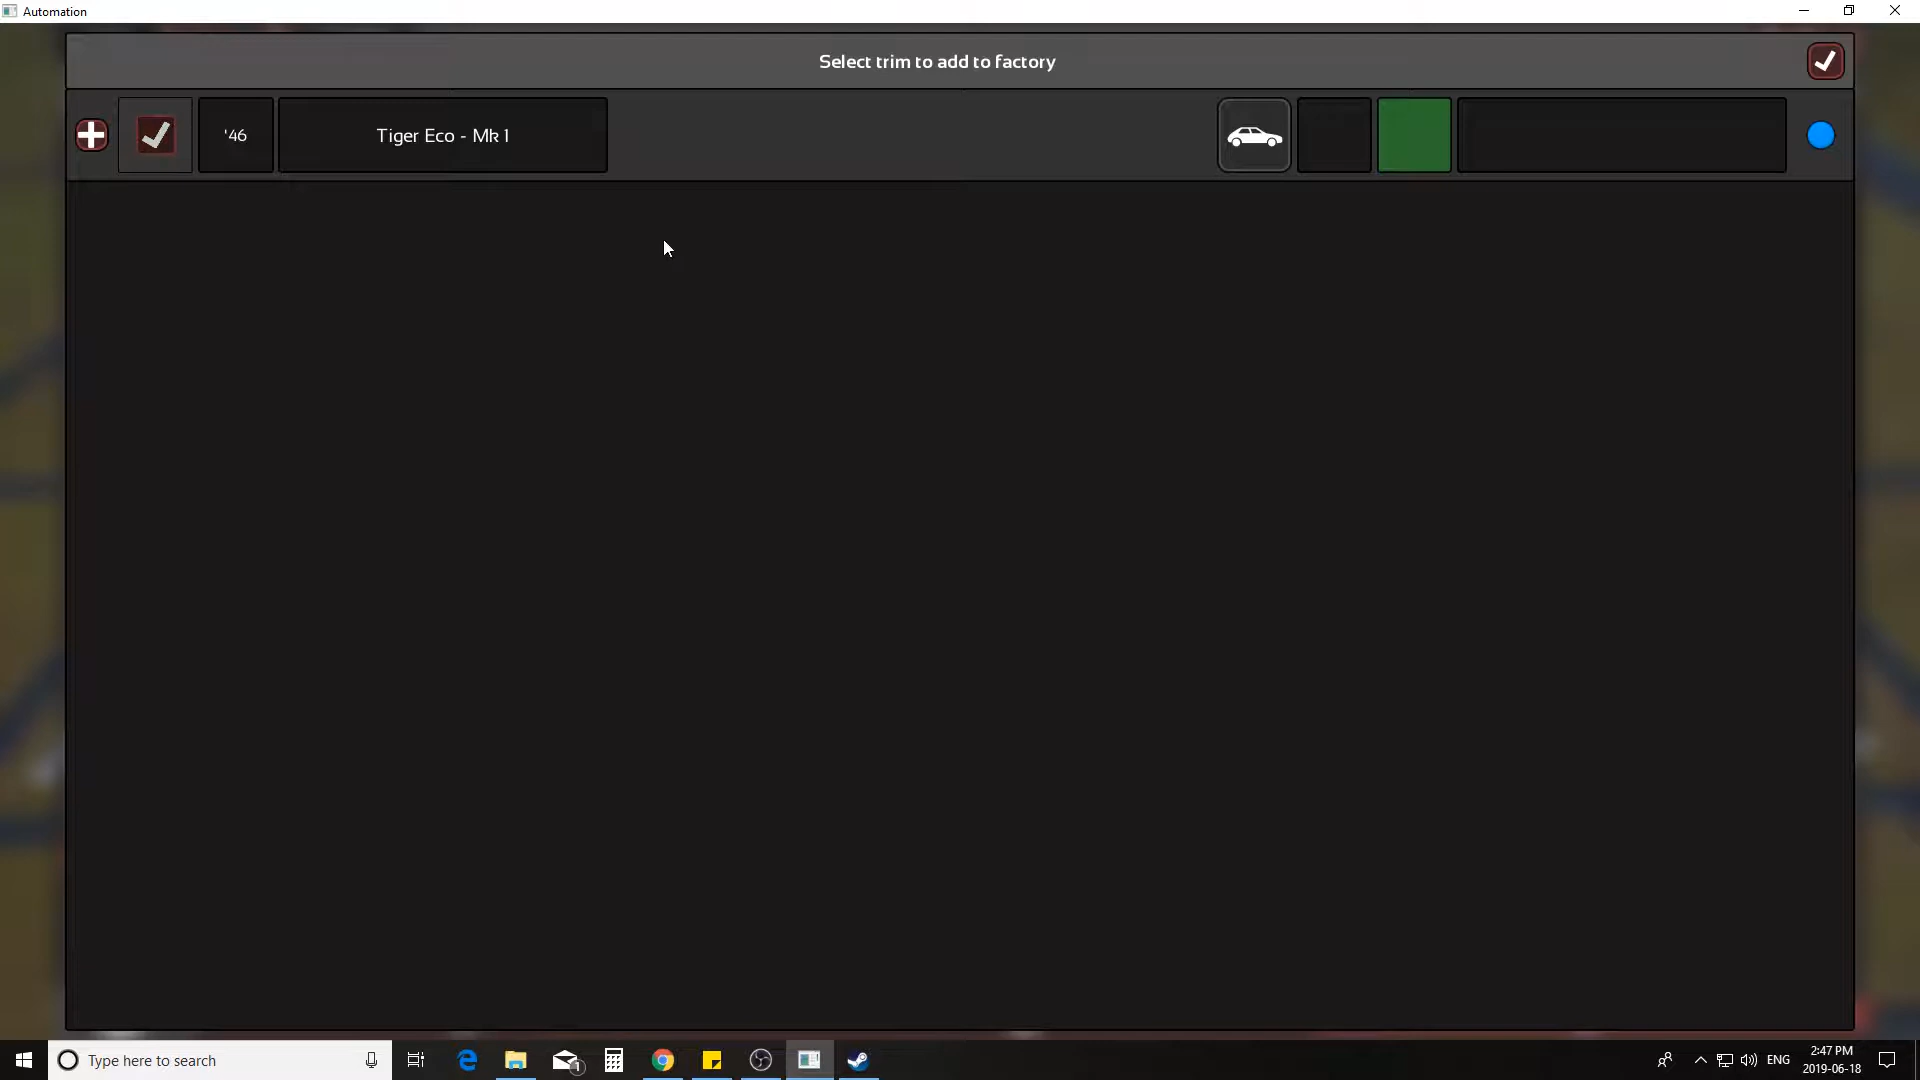 Automation
Select trim to add to factory
'46
Tiger Eco - Mk 1
Type here to search
1
ENG
2:47 PM
2019-06-18